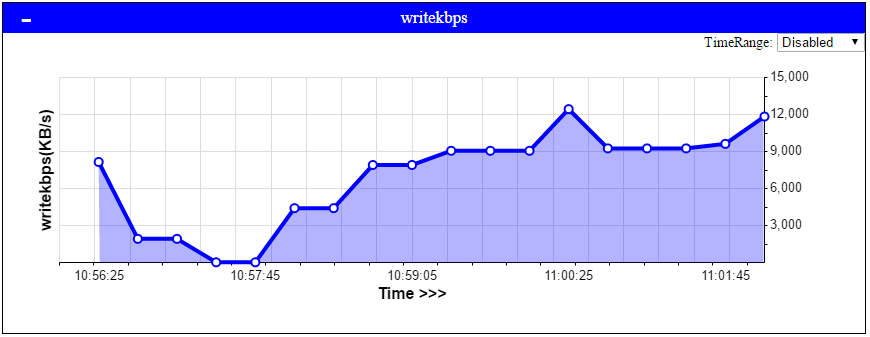 writekbps
TimeRange: Disabled
15,000
12,000
9,000
6,000
3,000
writekbps(KB/s)
10:56:25 10:57:45 10:59:05 11:00:25 11:01:45
Time >>>